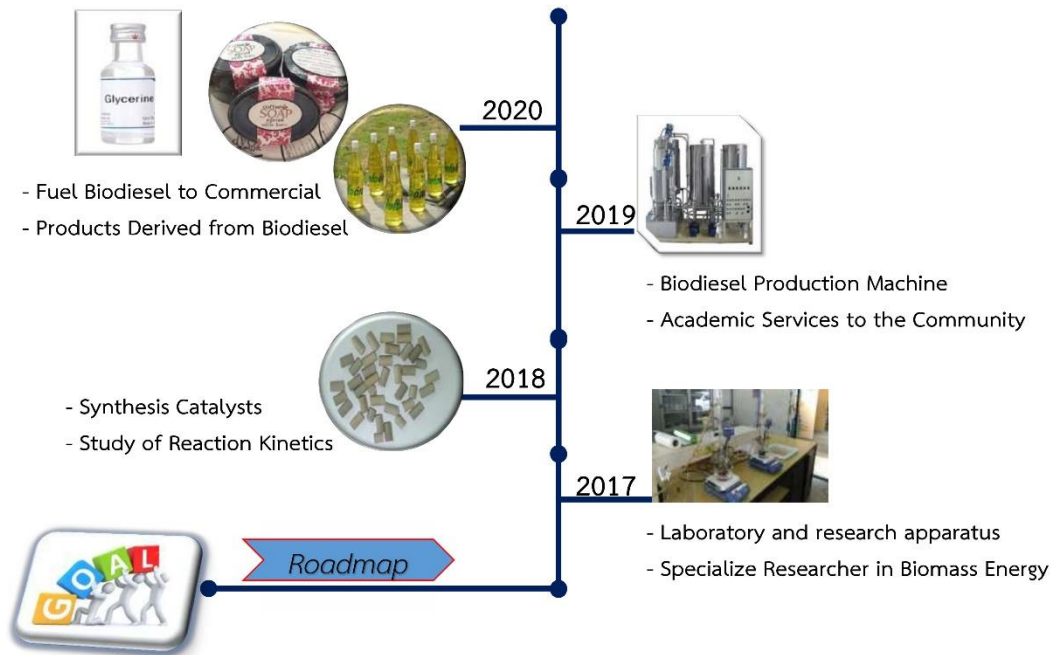 Glycerine
SOAP
2020
- Fuel Biodiesel to Commercial
- Products Derived from Biodiesel
2019
- Biodiesel Production Machine
- Academic Services to the Community
2018
- Synthesis Catalysts
- Study of Reaction Kinetics
2017
- Laboratory and research apparatus
- Specialize Researcher in Biomass Energy
GOAL
Roadmap